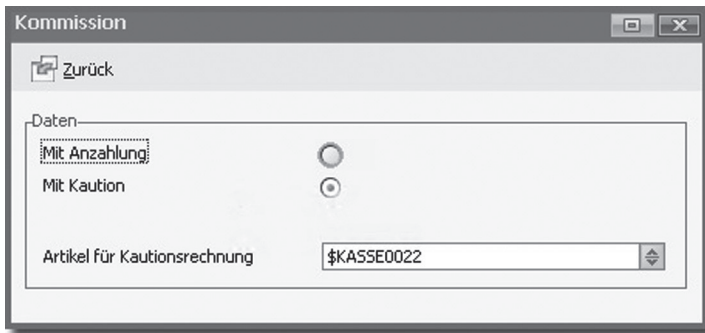 Kommission
Zurück
Daten
Mit Anzahlung
Mit Kaution
Artikel für Kautionsrechnung $KASSE0022